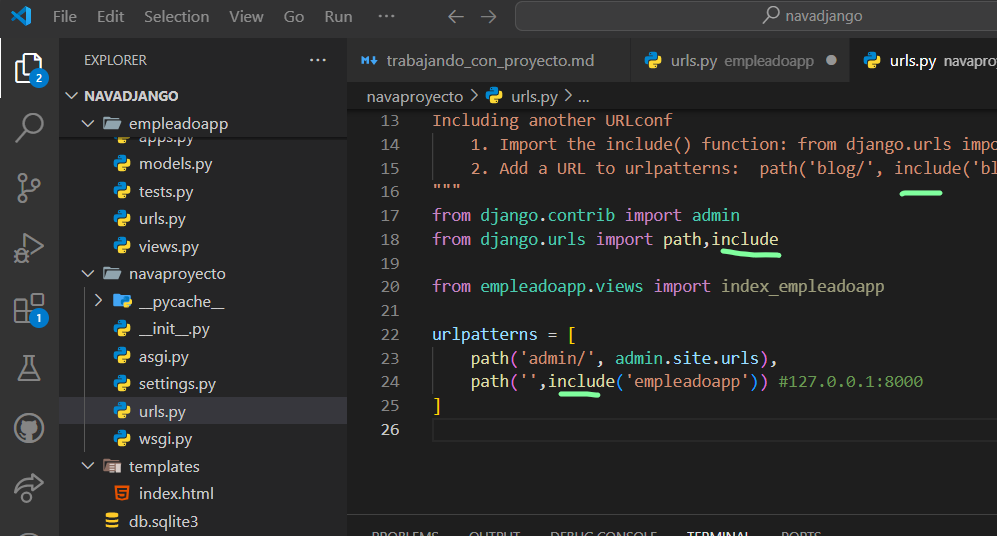 File Edit Selection View Go Run ··· ← → navadjango
EXPLORER ···
2
NAVADJANGO
empleadoapp
apps.py
models.py
tests.py
urls.py
views.py
navaproyecto
__pycache__
__init__.py
asgi.py
settings.py
urls.py
wsgi.py
templates
index.html
db.sqlite3
1
trabajando_con_proyecto.md urls.py empleadoapp urls.py navapro
navaproyecto > urls.py > ...
13 Including another URLconf
14 1. Import the include() function: from django.urls impo
15 2. Add a URL to urlpatterns: path('blog/', include('bl
16 """
17 from django.contrib import admin
18 from django.urls import path,include
19
20 from empleadoapp.views import index_empleadoapp
21
22 urlpatterns = [
23 path('admin/', admin.site.urls),
24 path('',include('empleadoapp')) #127.0.0.1:8000
25 ]
26
PROBLEMS OUTPUT DEBUG CONSOLE TERMINAL PORTS